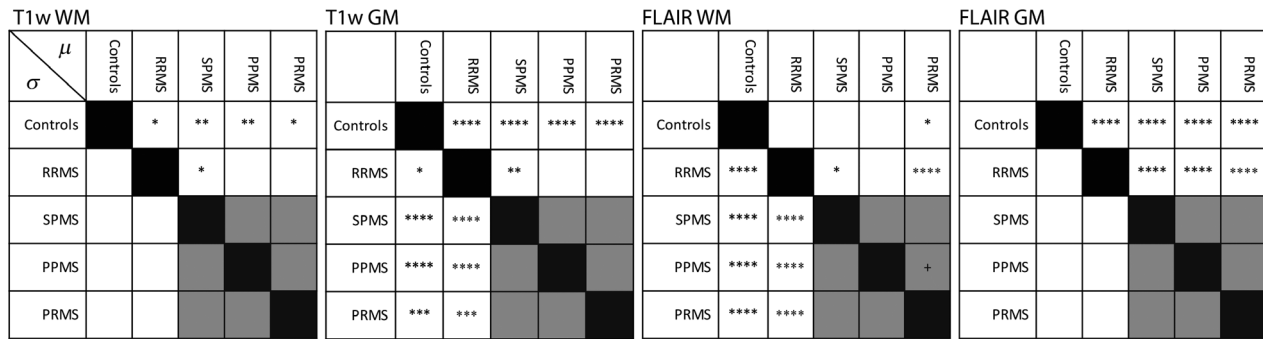 T1w WM
μ
σ
Controls RRMS SPMS PPMS PRMS
Controls * ** ** *
RRMS *
SPMS
PPMS
PRMS
T1w GM
Controls RRMS SPMS PPMS PRMS
Controls **** **** **** ****
RRMS * **
SPMS **** ****
PPMS **** ****
PRMS *** ***
FLAIR WM
Controls RRMS SPMS PPMS PRMS
Controls *
RRMS **** * ****
SPMS **** ****
PPMS **** **** +
PRMS **** ****
FLAIR GM
Controls RRMS SPMS PPMS PRMS
Controls **** **** **** ****
RRMS **** **** ****
SPMS
PPMS
PRMS